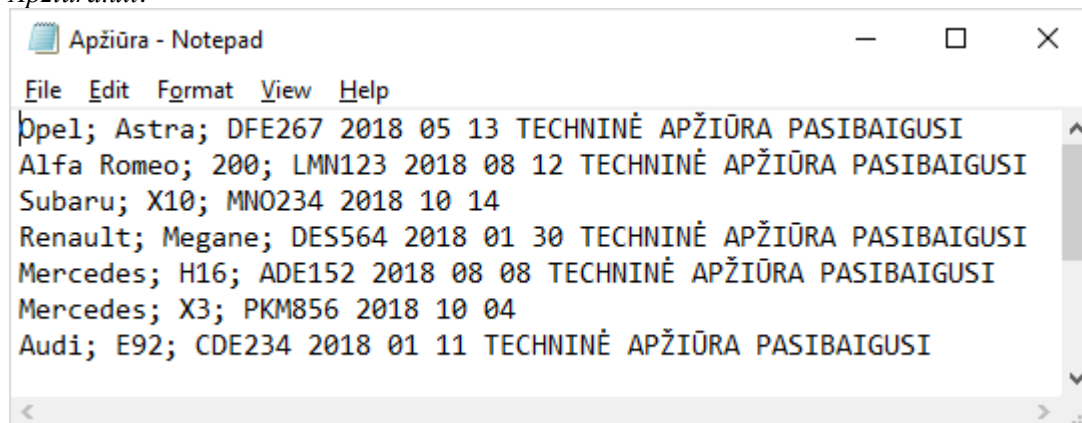 Apžiūra - Notepad
File Edit Format View Help
Opel; Astra; DFE267 2018 05 13 TECHNINĖ APŽIŪRA PASIBAIGUSI
Alfa Romeo; 200; LMN123 2018 08 12 TECHNINĖ APŽIŪRA PASIBAIGUSI
Subaru; X10; MNO234 2018 10 14
Renault; Megane; DES564 2018 01 30 TECHNINĖ APŽIŪRA PASIBAIGUSI
Mercedes; H16; ADE152 2018 08 08 TECHNINĖ APŽIŪRA PASIBAIGUSI
Mercedes; X3; PKM856 2018 10 04
Audi; E92; CDE234 2018 01 11 TECHNINĖ APŽIŪRA PASIBAIGUSI